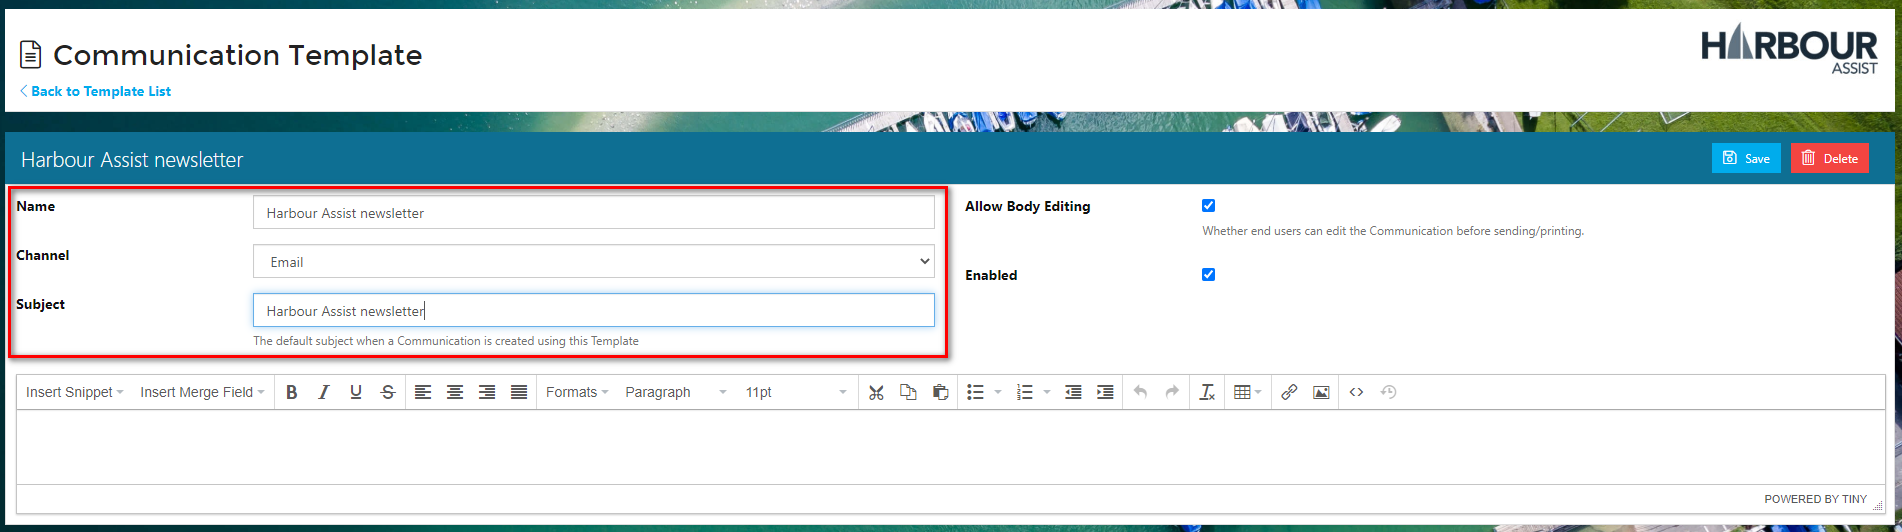 Communication Template
HARBOUR
ASSIST
Back to Template List
Harbour Assist newsletter
Save
Delete
Name
Harbour Assist newsletter
Allow Body Editing
Whether end users can edit the Communication before sending/printing.
Channel
Email
Enabled
Subject
Harbour Assist newsletter
The default subject when a Communication is created using this Template
Insert Snippet Insert Merge Field B I U S Formats Paragraph 11pt
POWERED BY TINY